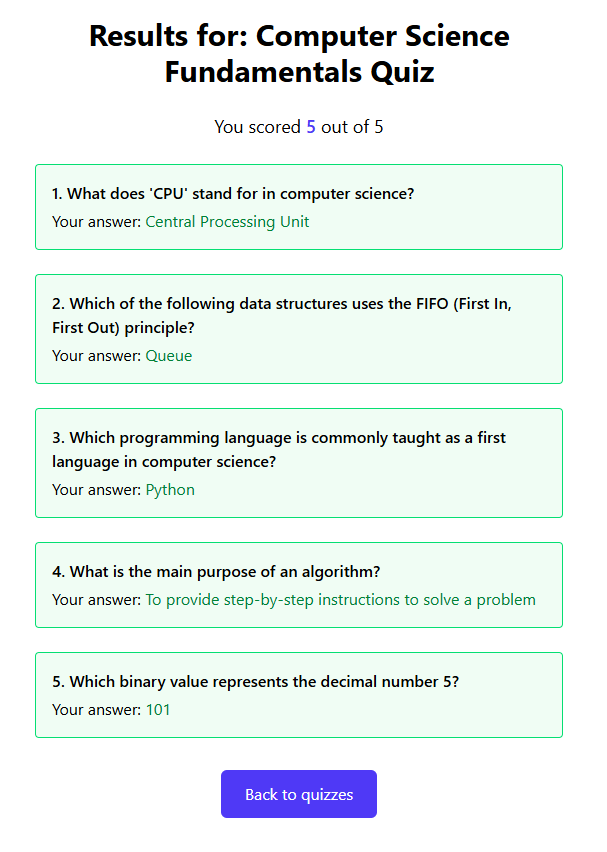 Results for: Computer Science
Fundamentals Quiz
You scored 5 out of 5
1. What does 'CPU' stand for in computer science?
Your answer: Central Processing Unit
2. Which of the following data structures uses the FIFO (First In,
First Out) principle?
Your answer: Queue
3. Which programming language is commonly taught as a first
language in computer science?
Your answer: Python
4. What is the main purpose of an algorithm?
Your answer: To provide step-by-step instructions to solve a problem
5. Which binary value represents the decimal number 5?
Your answer: 101
Back to quizzes